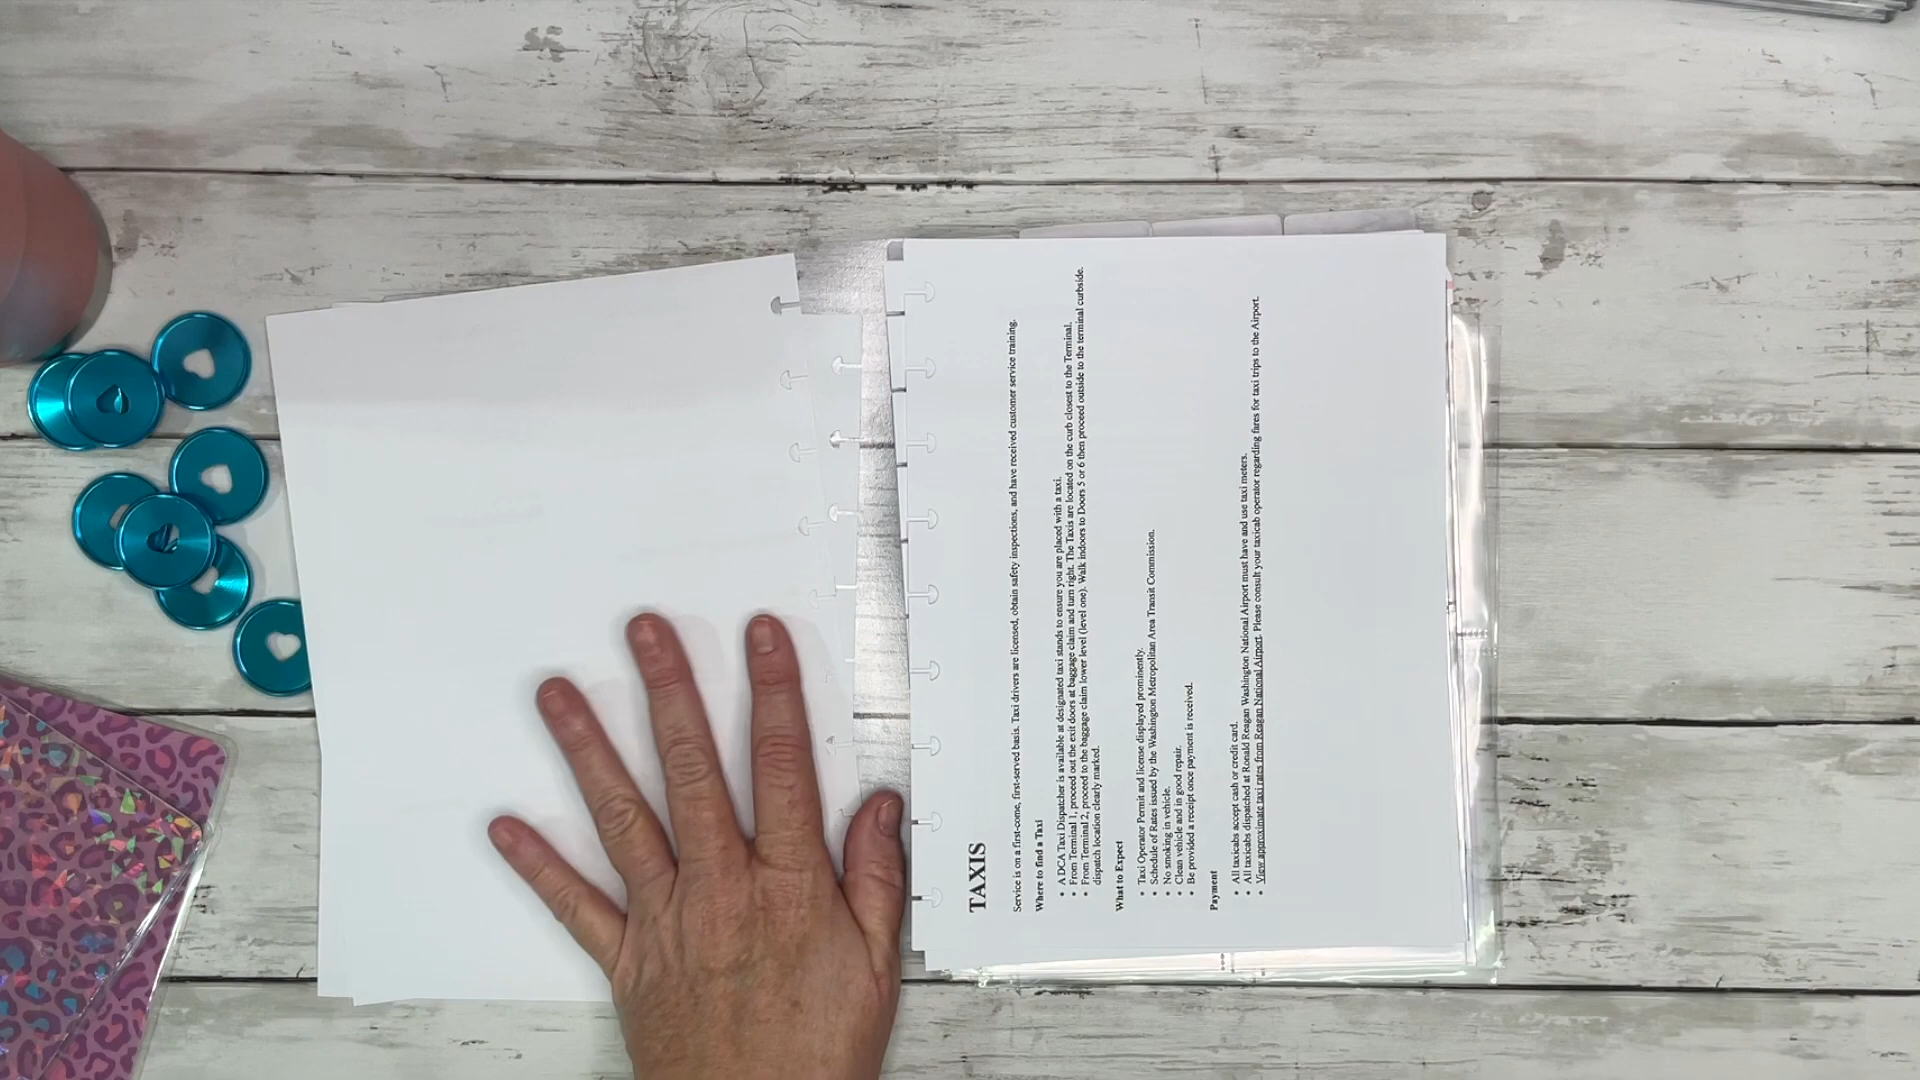 TAXIS
Service is on a first-come, first-served basis. Taxi drivers are licensed, obtain safety inspections, and have received customer service training.
Where to find a Taxi
• A DCA Taxi Dispatcher is available at designated taxi stands to ensure you are placed with a taxi.
• From Terminal 1, proceed out the exit doors at baggage claim and turn right. The Taxis are located on the curb closest to the Terminal.
• From Terminal 2, proceed to the baggage claim lower level (level one). Walk indoors to Doors 5 or 6 then proceed outside to the terminal curbside.
dispatch location clearly marked.
What to Expect
• Taxi Operator Permit and license displayed prominently.
• Schedule of Rates issued by the Washington Metropolitan Area Transit Commission.
• No smoking in vehicle.
• Clean vehicle and in good repair.
• Be provided a receipt once payment is received.
Payment
• All taxicabs accept cash or credit card.
• All taxicabs dispatched at Ronald Reagan Washington National Airport must have and use taxi meters.
• View approximate taxi rates from Reagan National Airport. Please consult your taxicab operator regarding fares for taxi trips to the Airport.